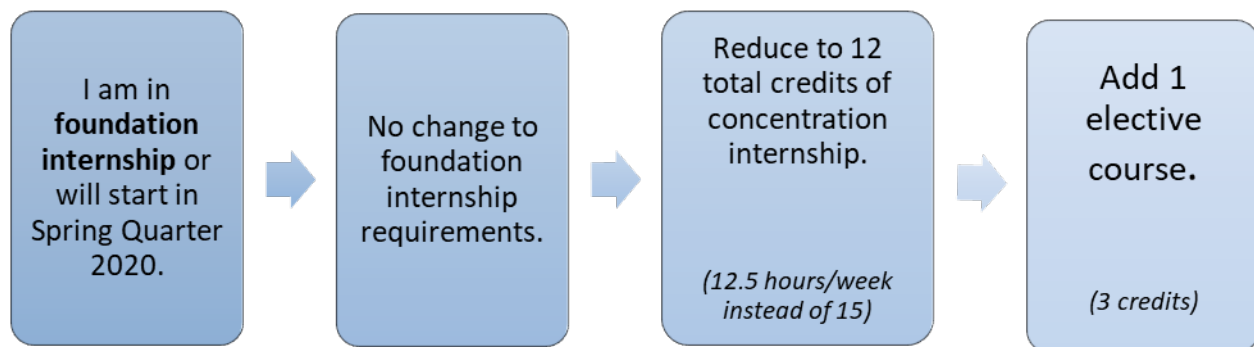 I am in
foundation
internship or
will start in
Spring Quarter
2020.
No change to
foundation
internship
requirements.
Reduce to 12
total credits of
concentration
internship.
(12.5 hours/week
instead of 15)
Add 1
elective
course.
(3 credits)